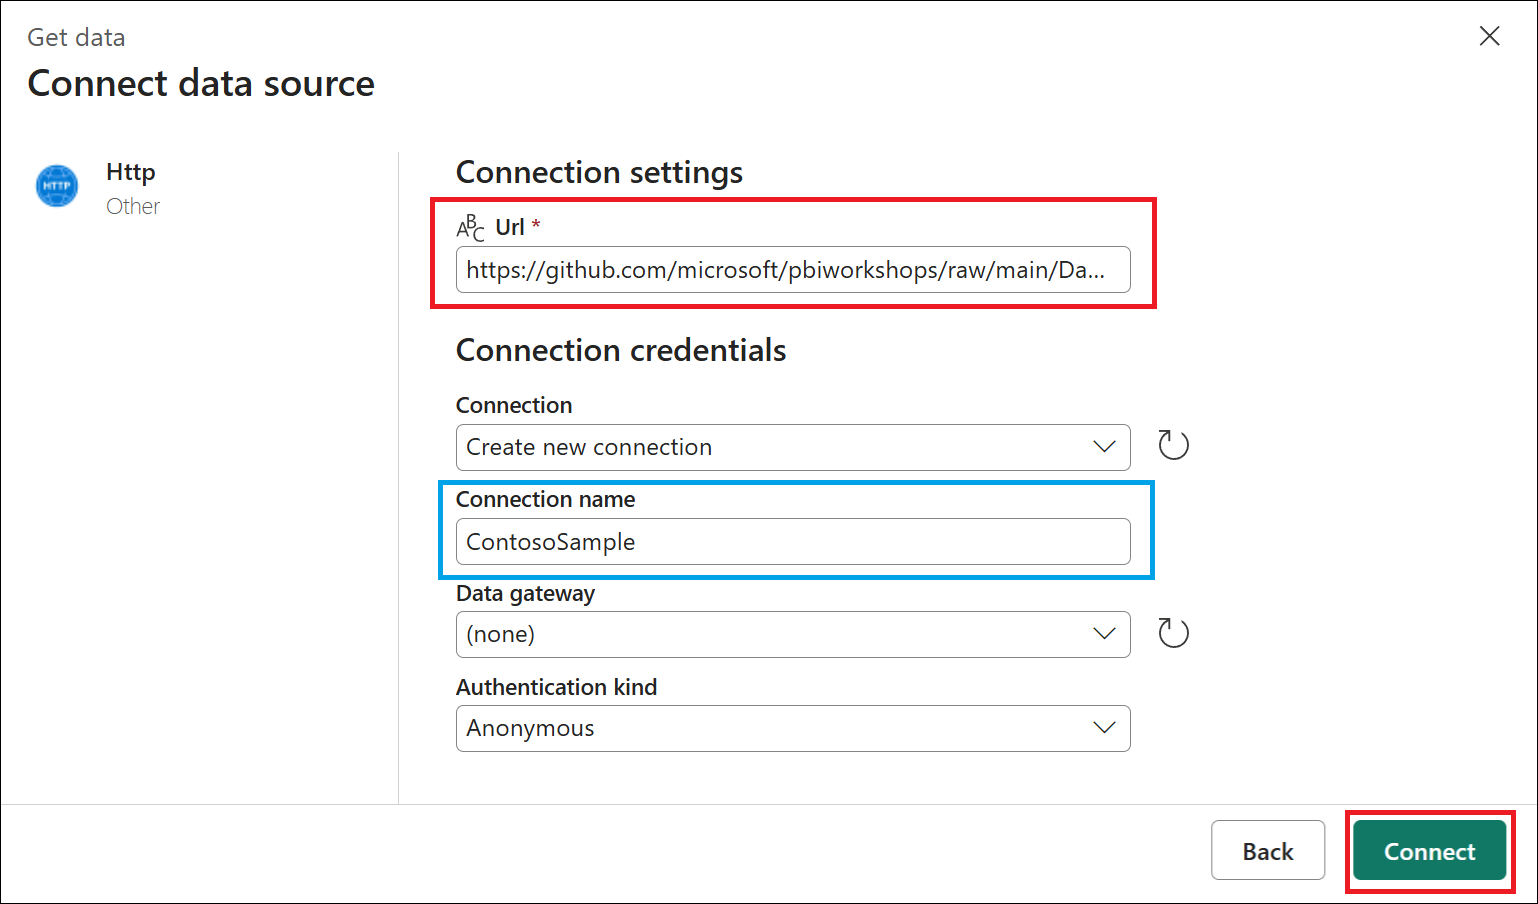 Get data
Connect data source
HTTP
Http
Other
Connection settings
ABC Url *
https://github.com/microsoft/pbiworkshops/raw/main/Da...
Connection credentials
Connection
Create new connection
Connection name
ContosoSample
Data gateway
(none)
Authentication kind
Anonymous
Back
Connect